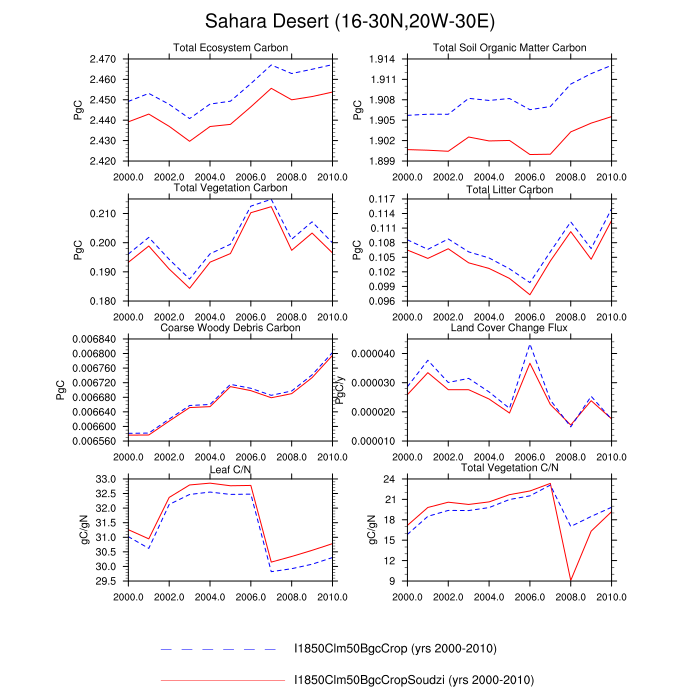 Sahara Desert (16-30N,20W-30E)
Total Ecosystem Carbon
PgC
2.470
2.460
2.450
2.440
2.430
2.420
2000.0 2002.0 2004.0 2006.0 2008.0 2010.0
Total Soil Organic Matter Carbon
PgC
1.914
1.911
1.908
1.905
1.902
1.899
2000.0 2002.0 2004.0 2006.0 2008.0 2010.0
Total Vegetation Carbon
PgC
0.210
0.200
0.190
0.180
2000.0 2002.0 2004.0 2006.0 2008.0 2010.0
Total Litter Carbon
PgC
0.117
0.114
0.111
0.108
0.105
0.102
0.099
0.096
2000.0 2002.0 2004.0 2006.0 2008.0 2010.0
Coarse Woody Debris Carbon
PgC
0.006840
0.006800
0.006760
0.006720
0.006680
0.006640
0.006600
0.006560
2000.0 2002.0 2004.0 2006.0 2008.0 2010.0
Land Cover Change Flux
PgC/y
0.000040
0.000030
0.000020
0.000010
2000.0 2002.0 2004.0 2006.0 2008.0 2010.0
Leaf C/N
gC/gN
33.0
32.5
32.0
31.5
31.0
30.5
30.0
29.5
2000.0 2002.0 2004.0 2006.0 2008.0 2010.0
Total Vegetation C/N
gC/gN
24
21
18
15
12
9
2000.0 2002.0 2004.0 2006.0 2008.0 2010.0
I1850Clm50BgcCrop (yrs 2000-2010)
I1850Clm50BgcCropSoudzi (yrs 2000-2010)